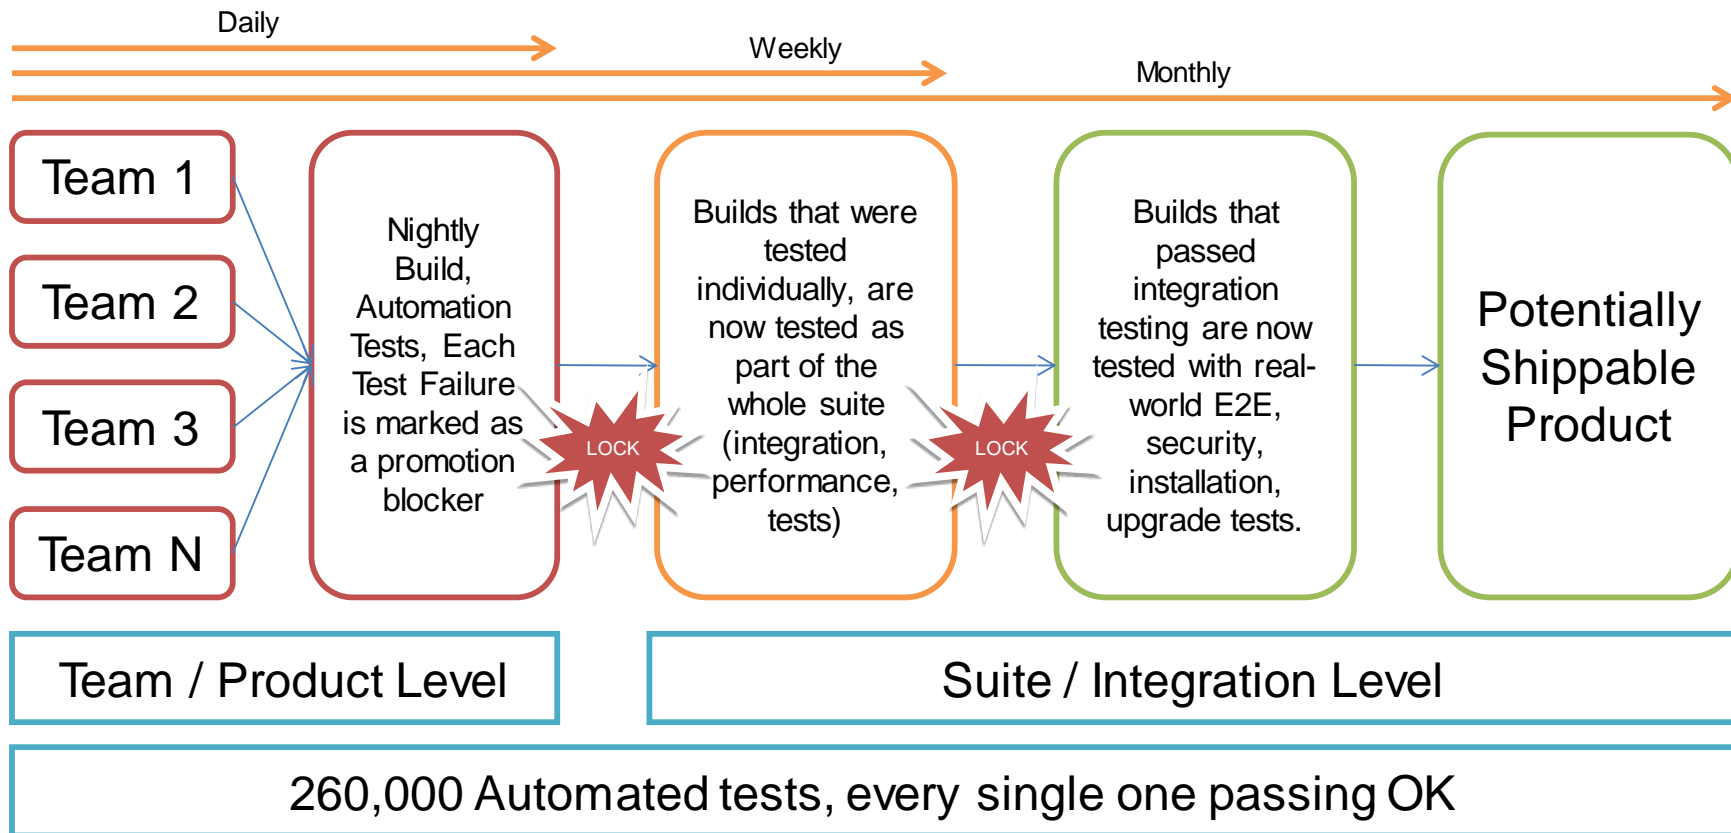 Daily
Weekly
Monthly
Team 1
Team 2
Team 3
Team N
Nightly
Build,
Automation
Tests, Each
Test Failure
is marked as
a promotion
blocker
LOCK
Builds that were
tested
individually, are
now tested as
part of the
whole suite
(integration,
performance,
tests)
LOCK
Builds that
passed
integration
testing are now
tested with real-
world E2E,
security,
installation,
upgrade tests.
Potentially
Shippable
Product
Team / Product Level
Suite / Integration Level
260,000 Automated tests, every single one passing OK